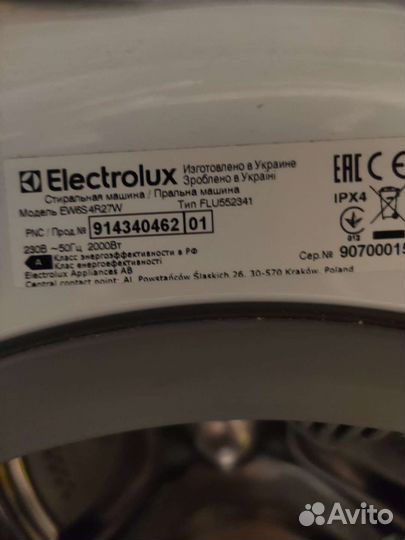 Electrolux
Изготовлено в Украине
Зроблено в Україні
Стиральная машина / Пральна машина
Модель EW6S4R27W Тип FLU552341
PNC / Прод.№ 914340462 01
230В ~50Гц 2000Вт
A Класс энергоэффективности в РФ
Клас енергоефективності
Electrolux Appliances AB
Central contact point: Al. Powstańców Śląskich 26, 30-570 Kraków, Poland
EAC CE
IPX4
012
Сер.№ 90700015
Avito